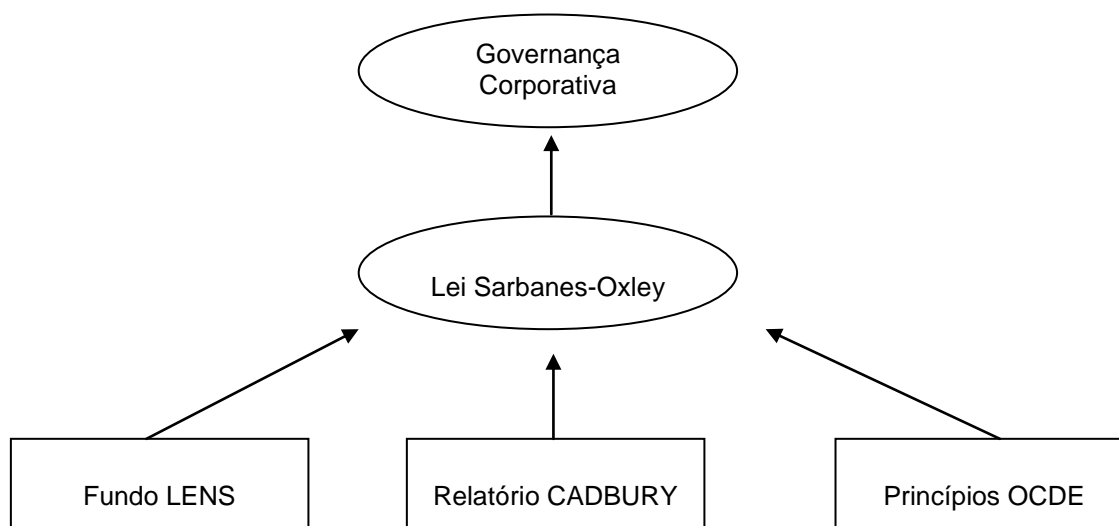 Governança
Corporativa
Lei Sarbanes-Oxley
Fundo LENS
Relatório CADBURY
Princípios OCDE